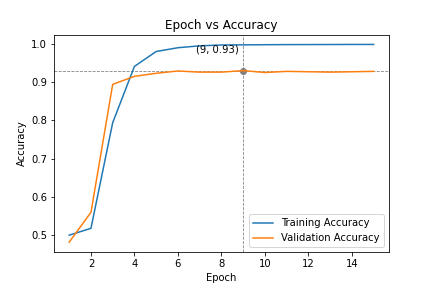 Epoch vs Accuracy
1.0
(9, 0.93)
0.9
0.8
Accuracy
0.7
0.6
0.5
Training Accuracy
Validation Accuracy
2 4 6 8 10 12 14
Epoch